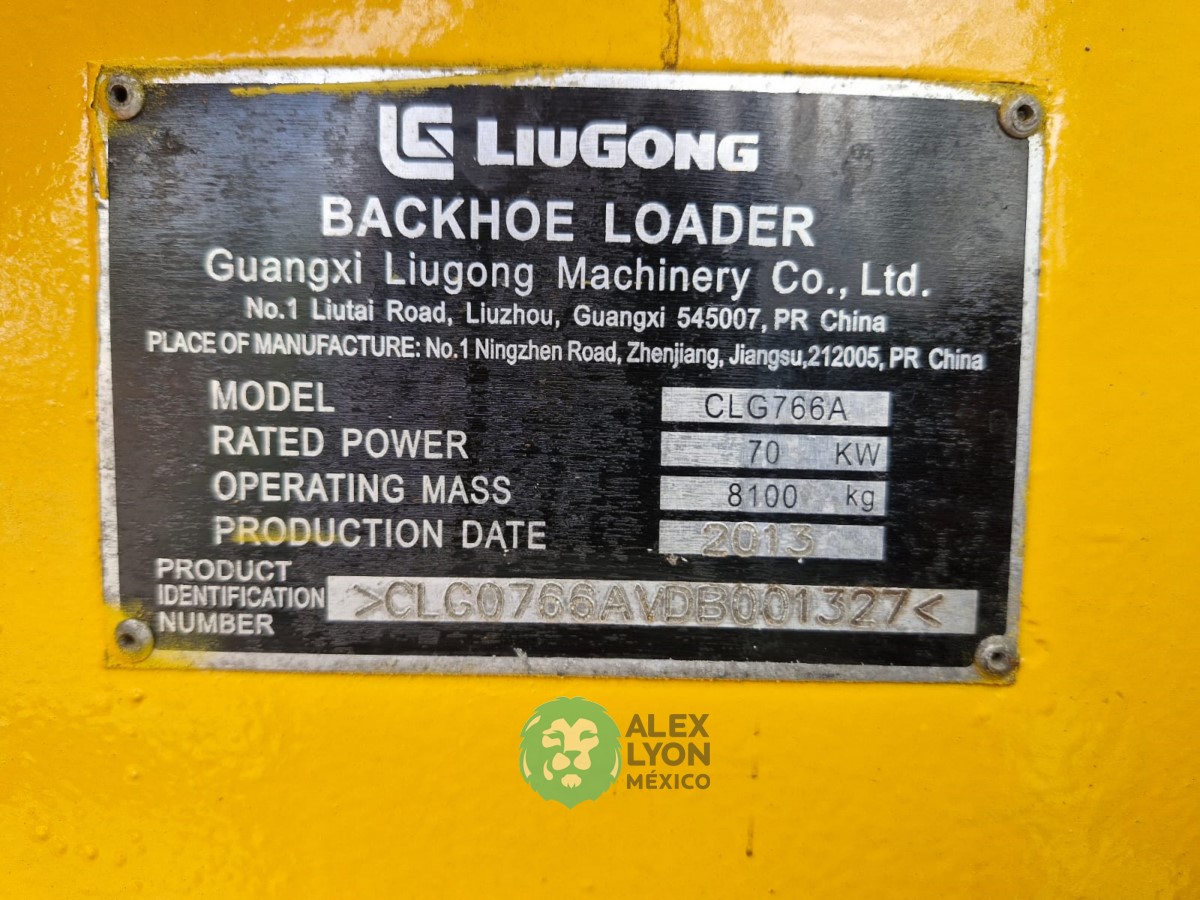 LG LIUGONG
BACKHOE LOADER
Guangxi Liugong Machinery Co., Ltd.
No.1 Liutai Road, Liuzhou, Guangxi 545007, PR China
PLACE OF MANUFACTURE: No.1 Ningzhen Road, Zhenjiang, Jiangsu,212005, PR China
MODEL CLG766A
RATED POWER 70 KW
OPERATING MASS 8100 kg
PRODUCTION DATE 2013
PRODUCT
IDENTIFICATION
NUMBER
>CLG0766AVDB001327<
ALEX
LYON
MÉXICO